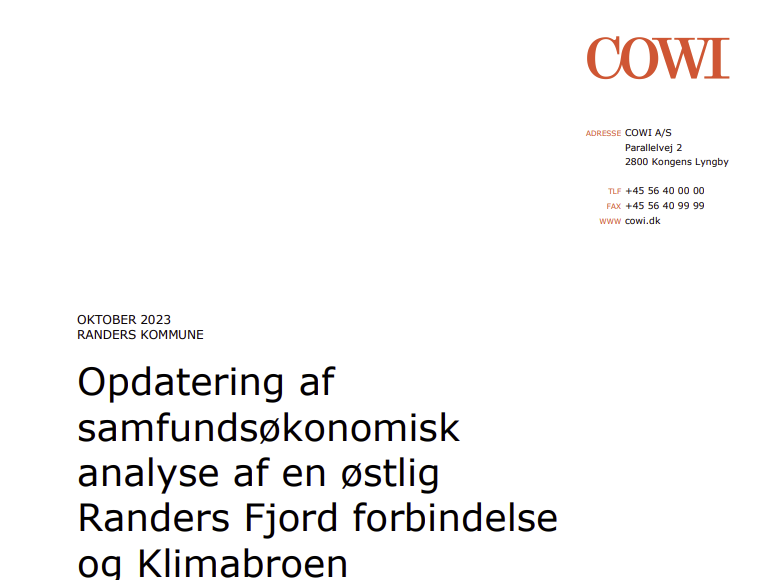 COWI
ADRESSE COWI A/S
Parallelvej 2
2800 Kongens Lyngby
TLF +45 56 40 00 00
FAX +45 56 40 99 99
WWW cowi.dk
OKTOBER 2023
RANDERS KOMMUNE
Opdatering af
samfundsøkonomisk
analyse af en østlig
Randers Fjord forbindelse
og Klimabroen